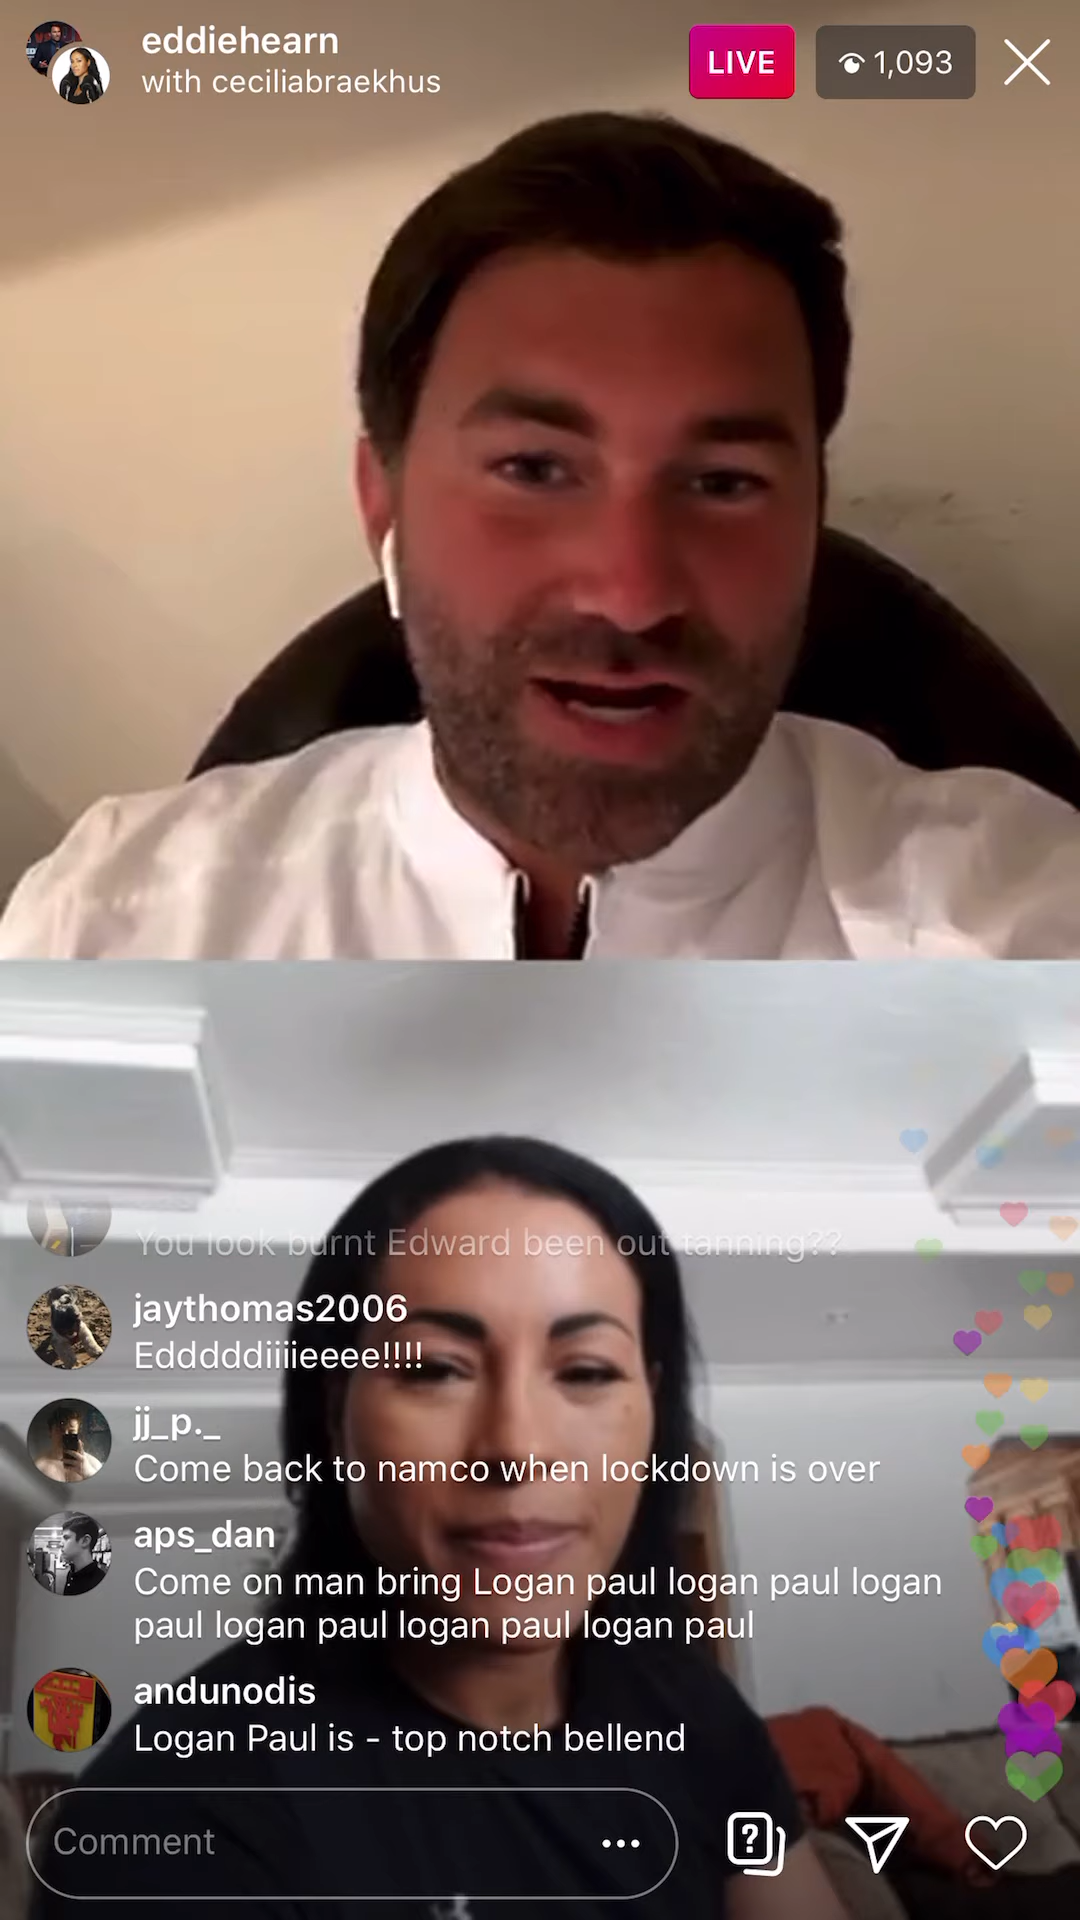 eddiehearn
with ceciliabraekhus
LIVE
1,093
You look burnt Edward been out tanning??
jaythomas2006
Edddddiiiieeee!!!!
jj_p._
Come back to namco when lockdown is over
aps_dan
Come on man bring Logan paul logan paul logan
paul logan paul logan paul logan paul
andunodis
Logan Paul is - top notch bellend
Comment